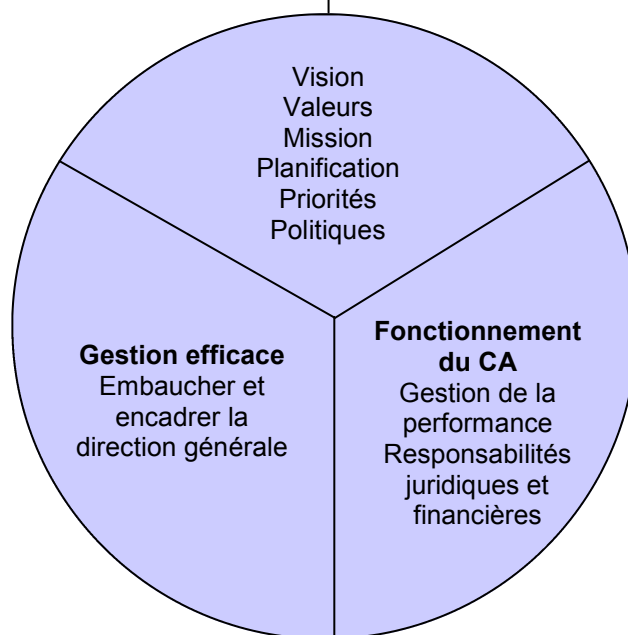 Vision
Valeurs
Mission
Planification
Priorités
Politiques
Gestion efficace
Embaucher et
encadrer la
direction générale
Fonctionnement
du CA
Gestion de la
performance
Responsabilités
juridiques et
financières